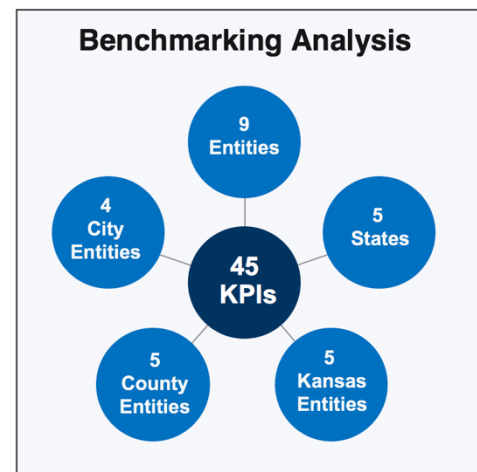 Benchmarking Analysis
9
Entities
4
City
Entities
5
States
45
KPIs
5
County
Entities
5
Kansas
Entities